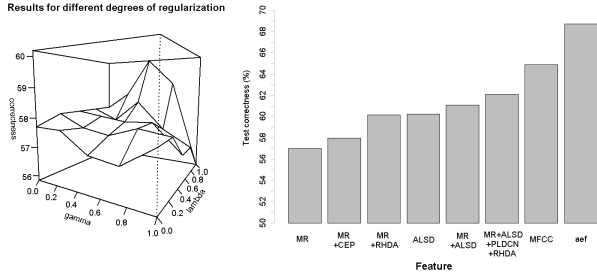 Results for different degrees of regularization
60
59
58
57
56
correctness
0.0
0.2
0.4
0.6
0.8
1.0
gamma
0.0
0.2
0.4
0.6
0.8
1.0
lambda
70
68
66
64
62
60
58
56
54
52
50
Test correctness (%)
MR
MR
+CEP
MR
+RHDA
ALSD
MR
+ALSD
MR+ALSD
+PLDCN
+RHDA
MFCC
aef
Feature